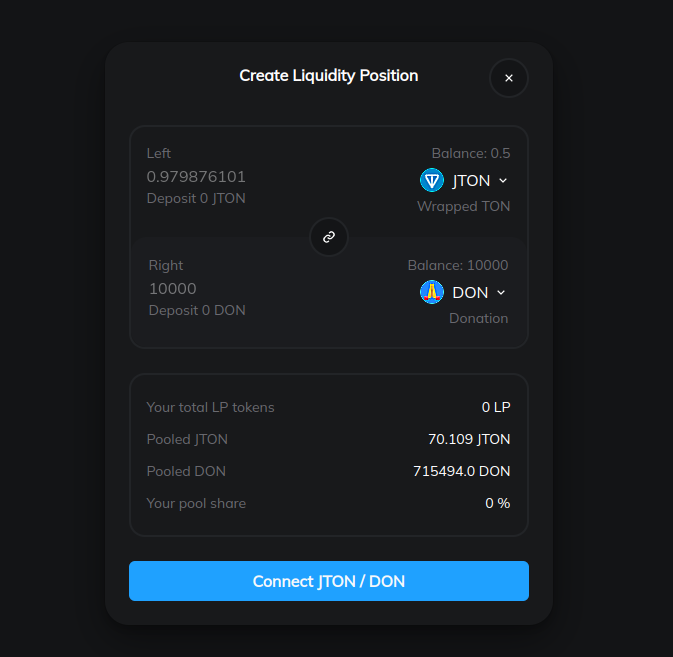 Create Liquidity Position
Left
Balance: 0.5
0.979876101
JTON
Deposit 0 JTON
Wrapped TON
Right
Balance: 10000
10000
DON
Deposit 0 DON
Donation
Your total LP tokens
0 LP
Pooled JTON
70.109 JTON
Pooled DON
715494.0 DON
Your pool share
0 %
Connect JTON / DON